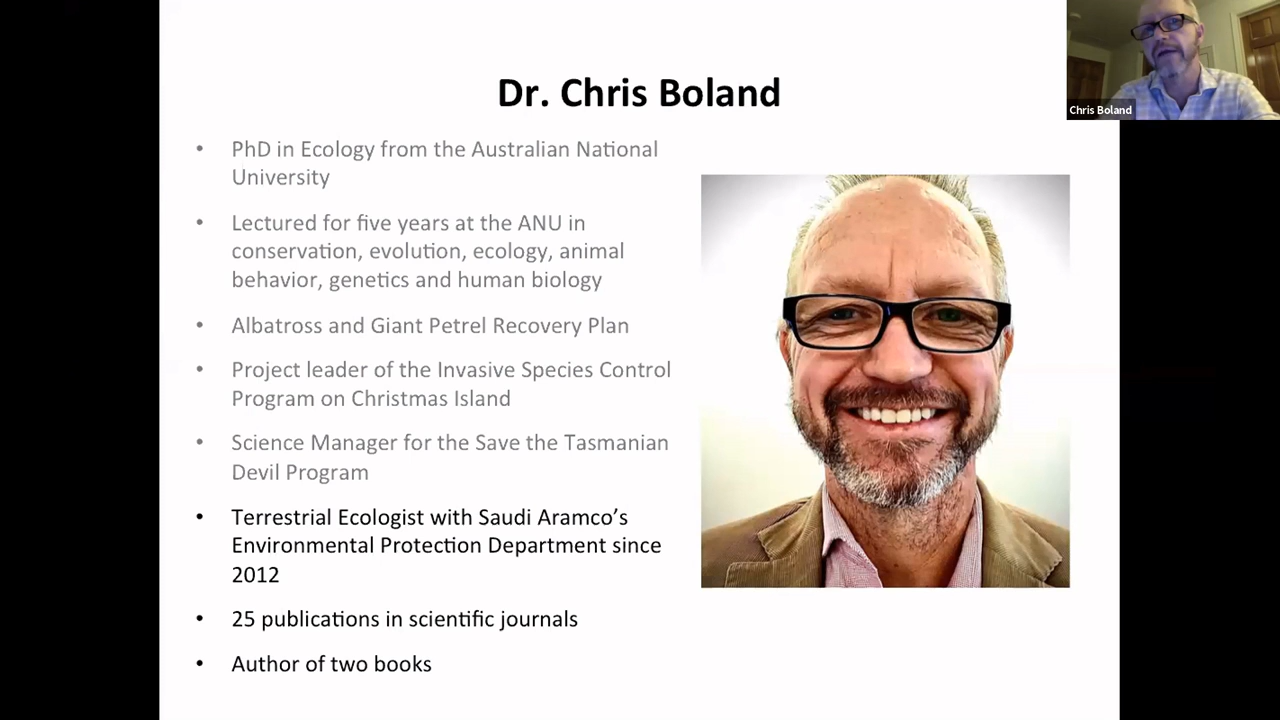 Dr. Chris Boland
Chris Boland
• PhD in Ecology from the Australian National
University
• Lectured for five years at the ANU in
conservation, evolution, ecology, animal
behavior, genetics and human biology
• Albatross and Giant Petrel Recovery Plan
• Project leader of the Invasive Species Control
Program on Christmas Island
• Science Manager for the Save the Tasmanian
Devil Program
• Terrestrial Ecologist with Saudi Aramco’s
Environmental Protection Department since
2012
• 25 publications in scientific journals
• Author of two books